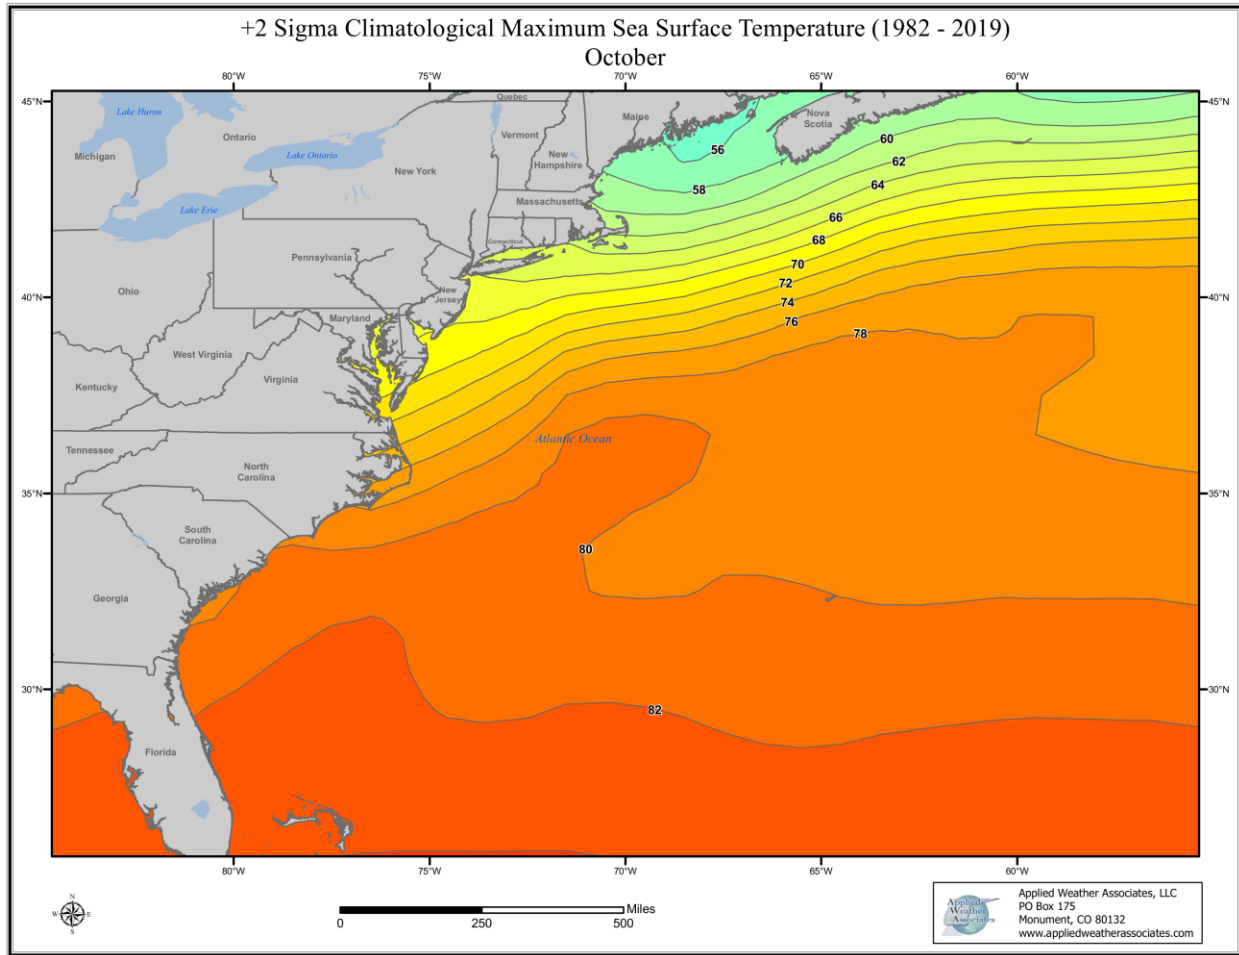 +2 Sigma Climatological Maximum Sea Surface Temperature (1982 - 2019)
October
80°W 75°W 70°W 65°W 60°W
45°N 45°N
Quebec
Lake Huron
Maine
Nova
Scotia
Ontario
Vermont
60
56
Michigan
Lake Ontario
New
Hampshire
62
New York
64
58
Massachusetts
Lake Erie
66
Connecticut
68
Pennsylvania
70
72
Ohio
New
Jersey
40°N 40°N
74
Maryland
76
78
West Virginia
Virginia
Kentucky
Atlantic Ocean
Tennessee
North
Carolina
35°N 35°N
South
Carolina
80
Georgia
30°N 30°N
82
Florida
80°W 75°W 70°W 65°W 60°W
N
W E
S
Miles
0 250 500
Applied
Weather
Associates
Applied Weather Associates, LLC
PO Box 175
Monument, CO 80132
www.appliedweatherassociates.com